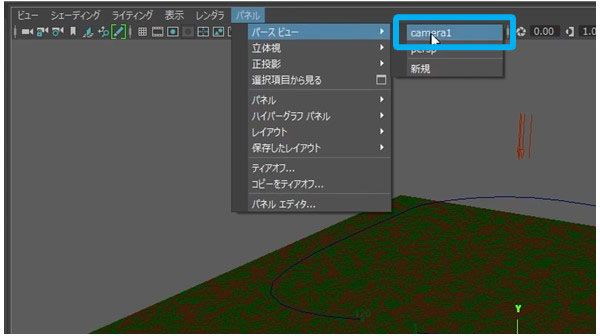 ビュー シェーディング ライティング 表示 レンダラ パネル
0.00
1.0
パース ビュー
立体視
正投影
選択項目から見る
パネル
ハイパーグラフ パネル
レイアウト
保存したレイアウト
ティアオフ...
コピーをティアオフ...
パネル エディタ...
camera1
persp
新規
120
1
Y